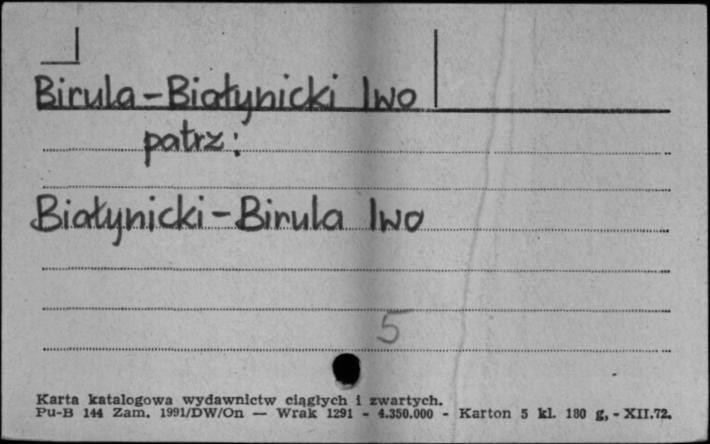 Birula-Białynicki Iwo
patrz:
Białynicki-Birula Iwo
5
Karta katalogowa wydawnictw ciągłych i zwartych.
Pu-B 144 Zam. 1991/DW/On — Wrak 1291 - 4.350.000 - Karton 5 kl. 180 g, - XII.72.